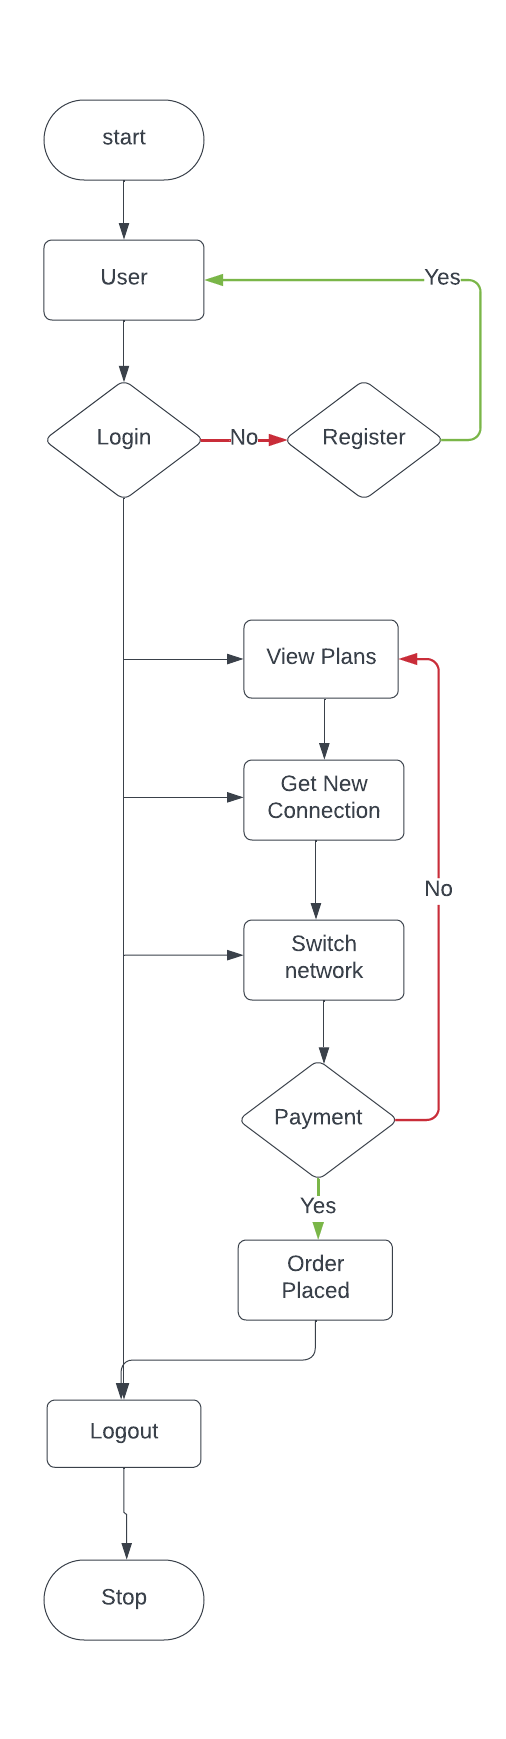 start
User
Yes
Login
No
Register
View Plans
Get New
Connection
No
Switch
network
Payment
Yes
Order
Placed
Logout
Stop